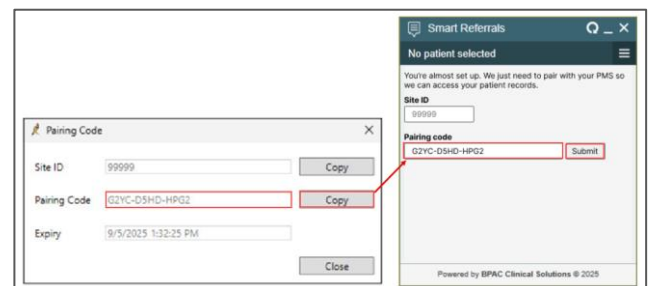 Pairing Code
Site ID
99999
Copy
Pairing Code
G2YC-D5HD-HPG2
Copy
Expiry
9/5/2025 1:32:25 PM
Close
Smart Referrals
No patient selected
You're almost set up. We just need to pair with your PMS so
we can access your patient records.
Site ID
99999
Pairing code
G2YC-D5HD-HPG2
Submit
Powered by BPAC Clinical Solutions © 2025